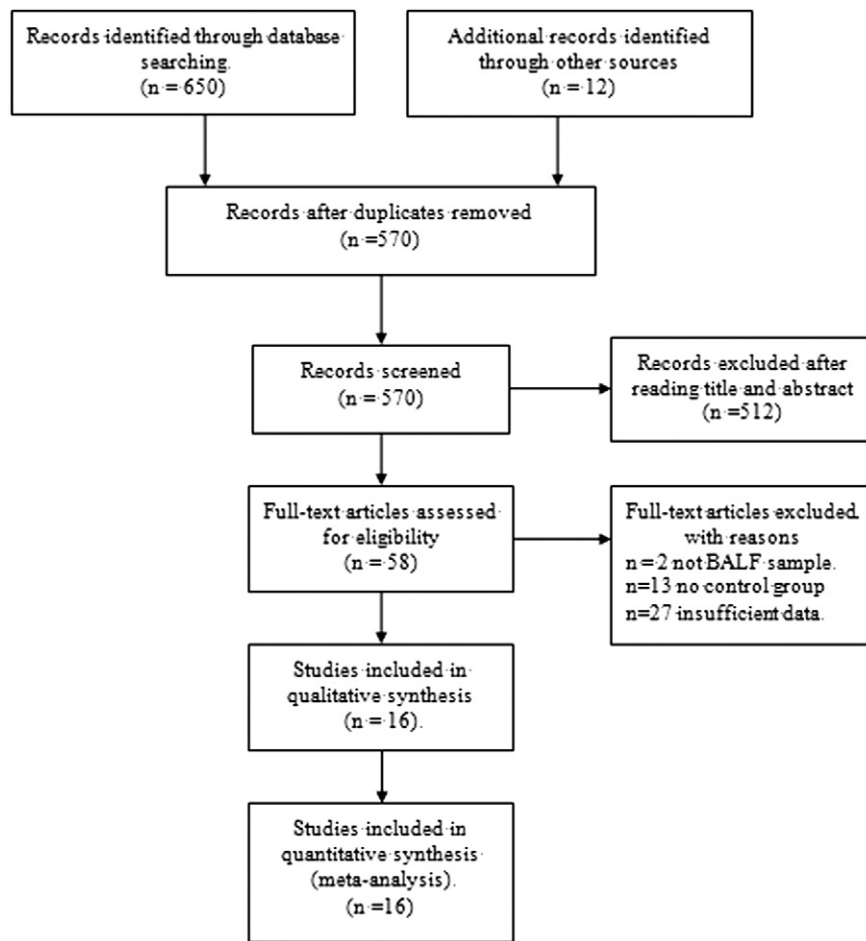 Records identified through database
searching.
(n = 650)
Additional records identified
through other sources
(n = 12)
Records after duplicates removed
(n =570)
Records screened
(n = 570)
Records excluded after
reading title and abstract
(n =512)
Full-text articles assessed
for eligibility
(n = 58)
Full-text articles excluded,
with reasons
n = 2 not BALF sample.
n=13 no control group
n=27 insufficient data.
Studies included in
qualitative synthesis
(n = 16).
Studies included in
quantitative synthesis
(meta-analysis).
(n =16)